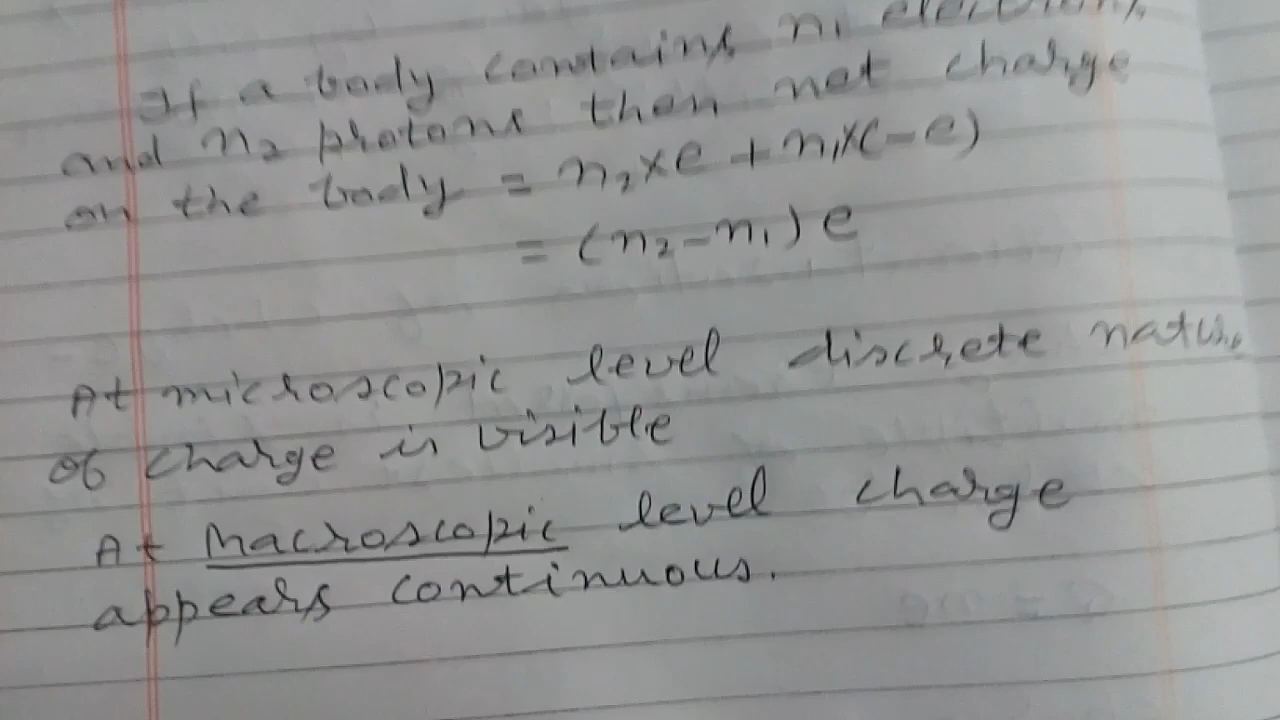 If a body contains n₁ electrons
and n₂ protons then net charge
on the body = n₂×e + n₁×(-e)
= (n₂-n₁) e
At microscopic level discrete nature
of charge is visible
At macroscopic level charge
appears continuous.